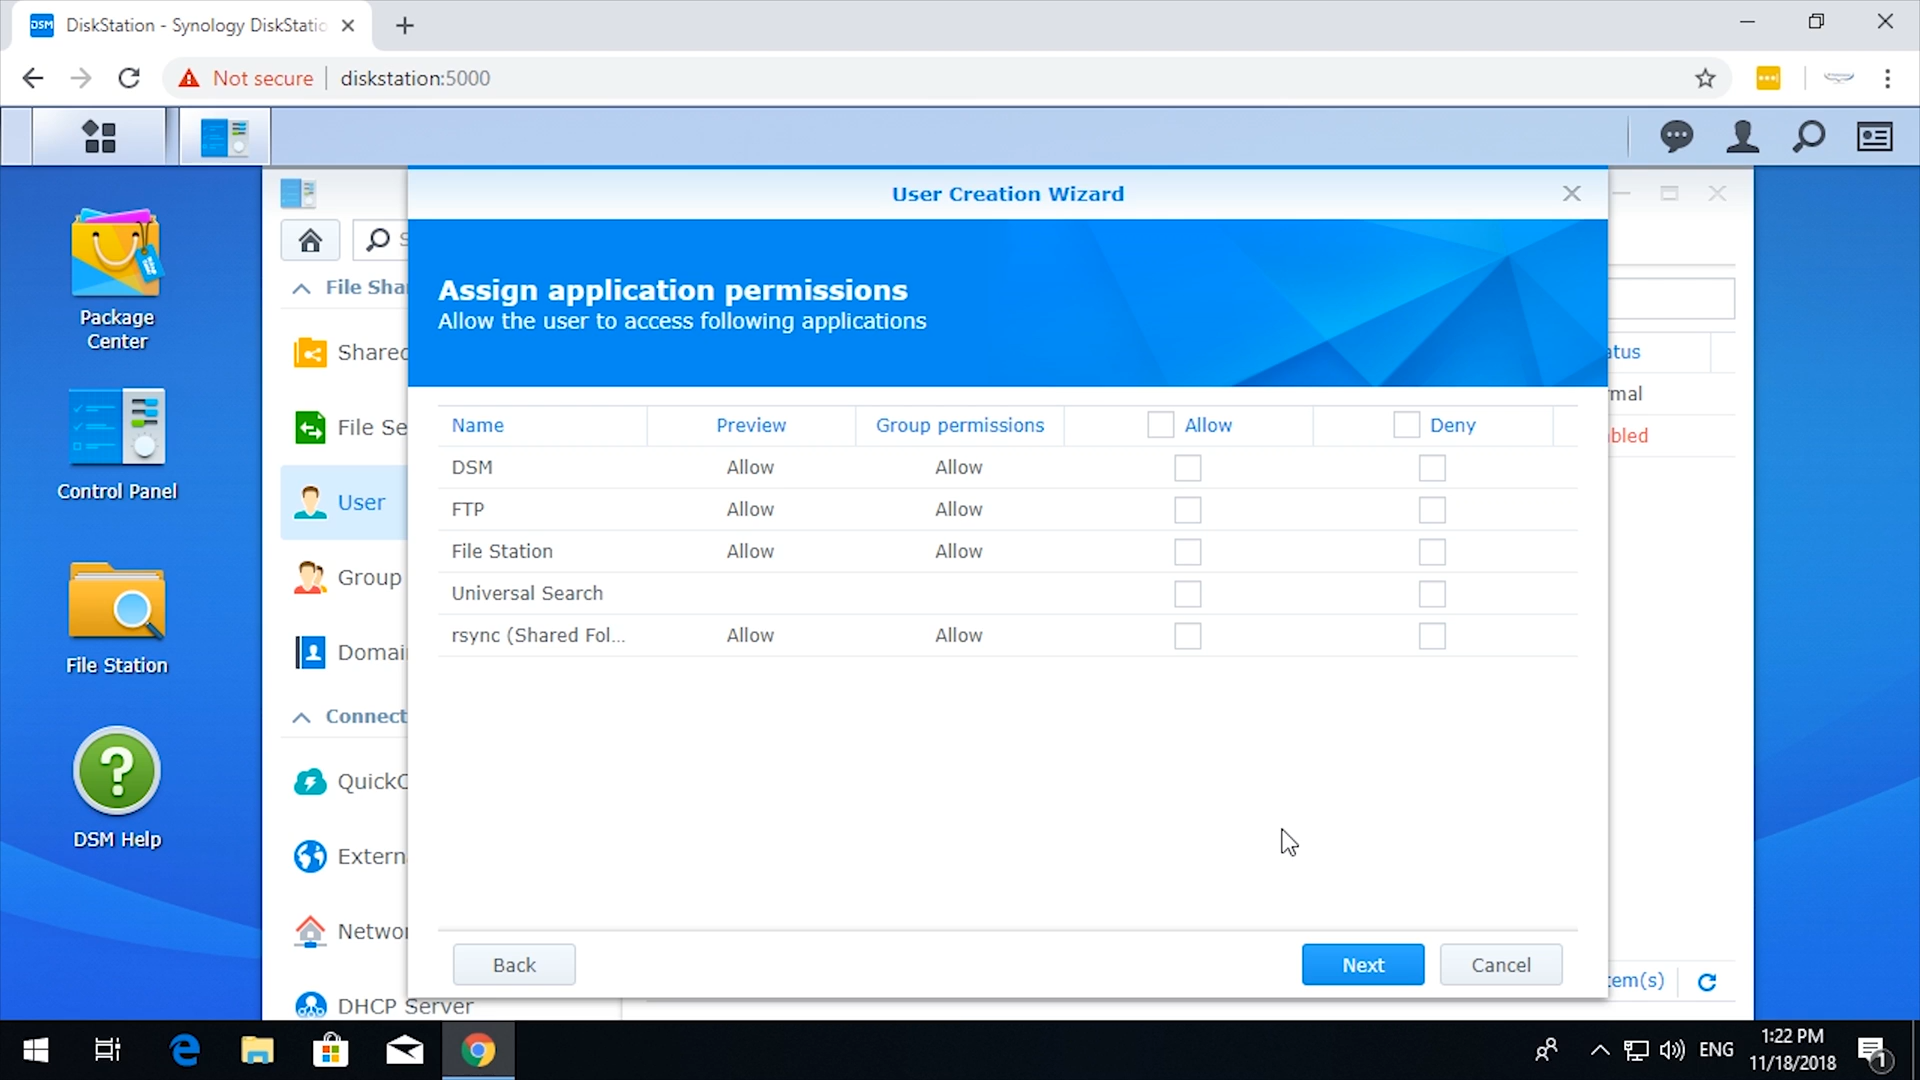 DSM
DiskStation - Synology DiskStatio
Not secure
diskstation:5000
Package
Center
Control Panel
File Station
DSM Help
File Sha
Shared
File Se
User
Group
Domai
Connect
QuickC
Extern
Networ
DHCP Server
User Creation Wizard
Assign application permissions
Allow the user to access following applications
Name Preview Group permissions Allow Deny
DSM Allow Allow
FTP Allow Allow
File Station Allow Allow
Universal Search
rsync (Shared Fol... Allow Allow
Back
Next
Cancel
atus
rmal
bled
tem(s)
ENG
1:22 PM
11/18/2018
1